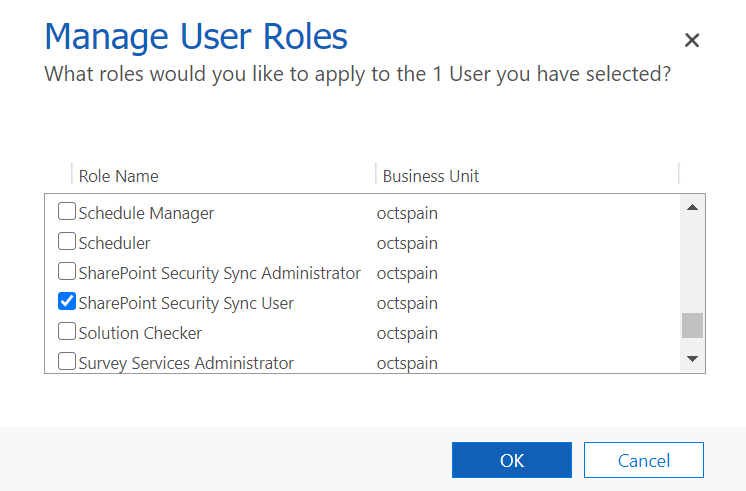 Manage User Roles
What roles would you like to apply to the 1 User you have selected?
Role Name Business Unit
Schedule Manager octspain
Scheduler octspain
SharePoint Security Sync Administrator octspain
SharePoint Security Sync User octspain
Solution Checker octspain
Survey Services Administrator octspain
OK Cancel